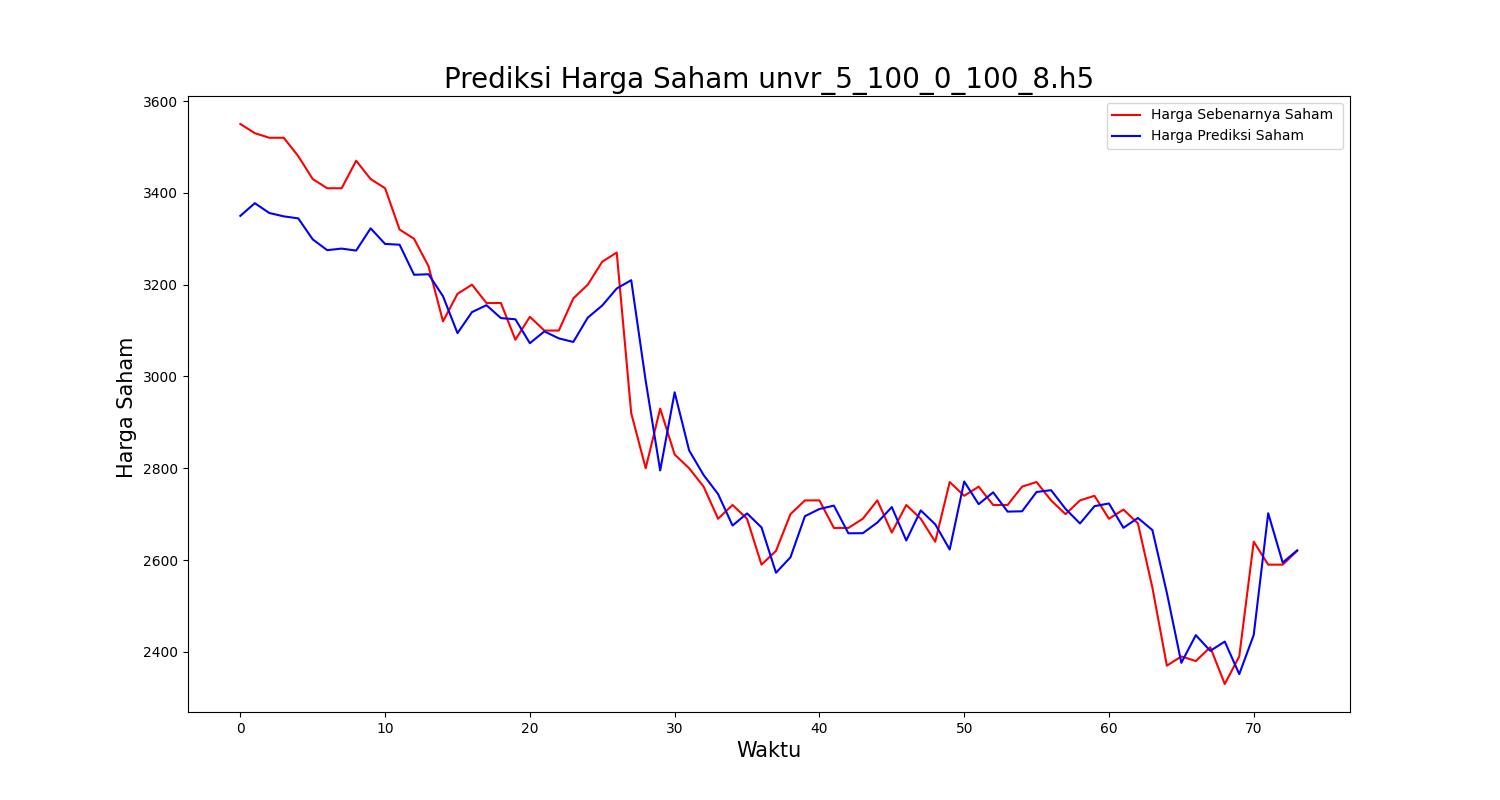 Prediksi Harga Saham unvr_5_100_0_100_8.h5
Harga Sebenarnya Saham
Harga Prediksi Saham
3600
3400
3200
3000
2800
2600
2400
Harga Saham
0 10 20 30 40 50 60 70
Waktu